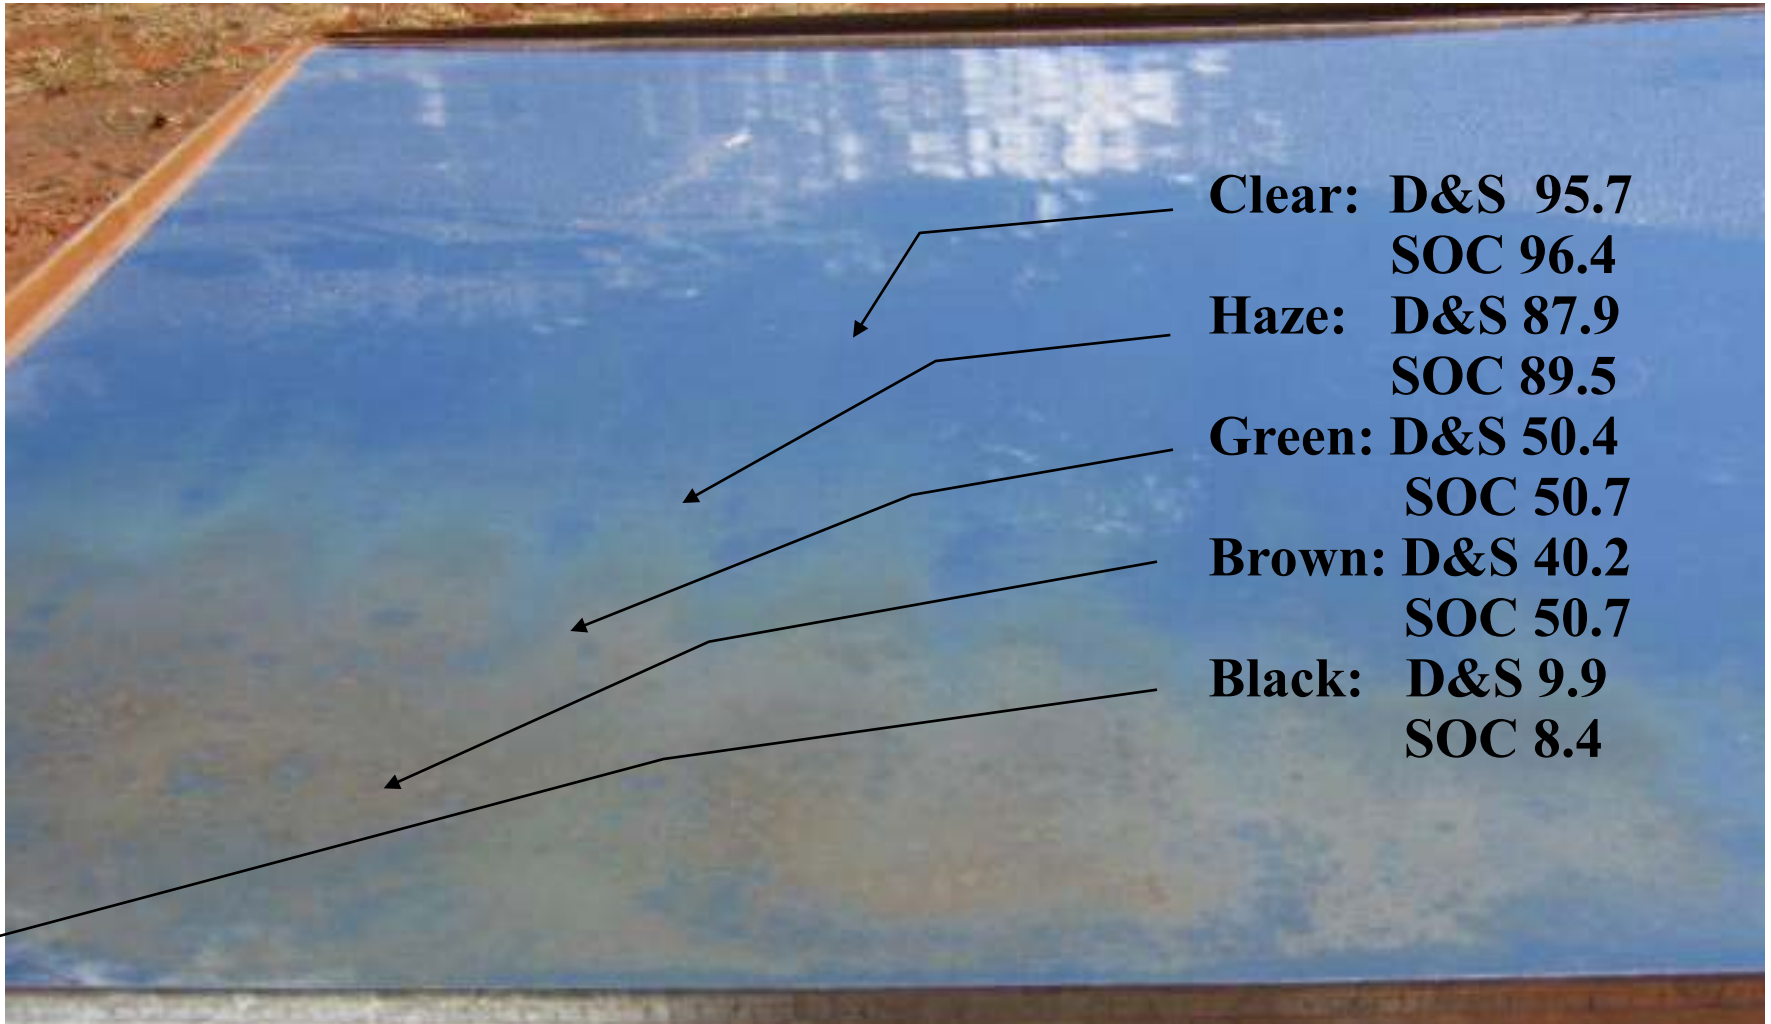 Clear: D&S 95.7
SOC 96.4
Haze: D&S 87.9
SOC 89.5
Green: D&S 50.4
SOC 50.7
Brown: D&S 40.2
SOC 50.7
Black: D&S 9.9
SOC 8.4